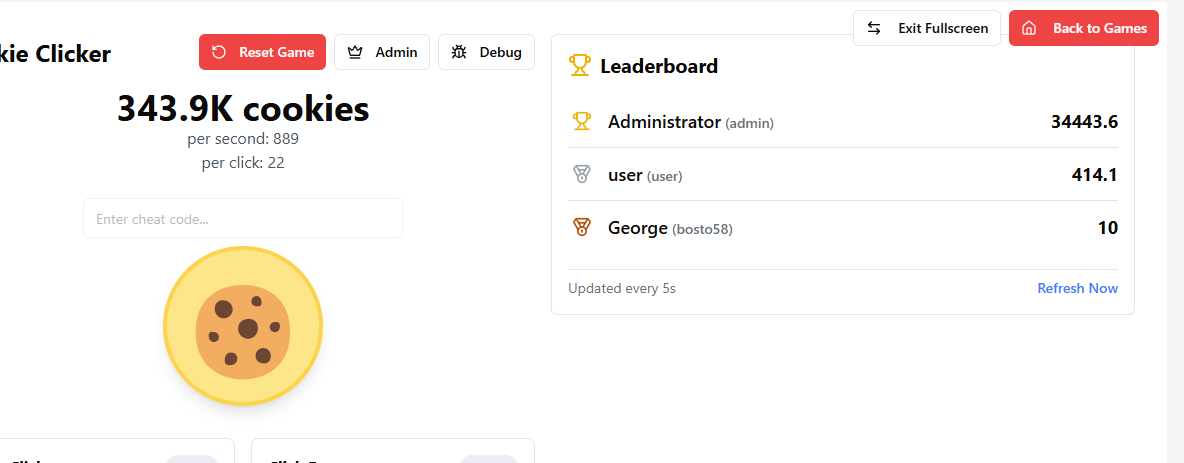 Exit Fullscreen
Back to Games
kie Clicker
Reset Game
Admin
Debug
343.9K cookies
per second: 889
per click: 22
Enter cheat code...
Leaderboard
Administrator (admin) 34443.6
user (user) 414.1
George (bosto58) 10
Updated every 5s
Refresh Now